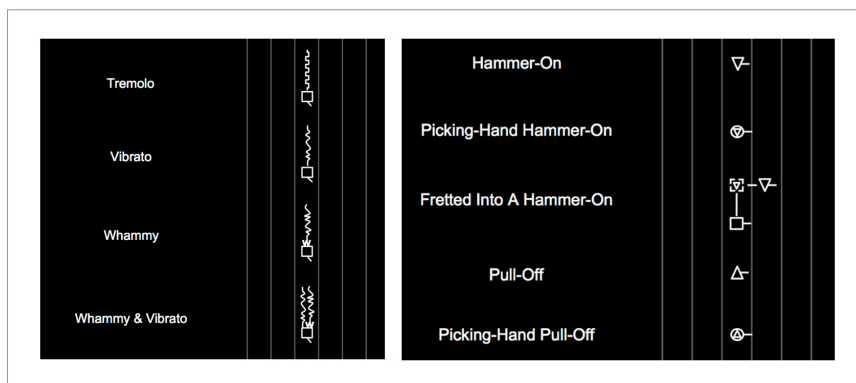 Tremolo
Vibrato
Whammy
Whammy & Vibrato
Hammer-On
Picking-Hand Hammer-On
Fretted Into A Hammer-On
Pull-Off
Picking-Hand Pull-Off